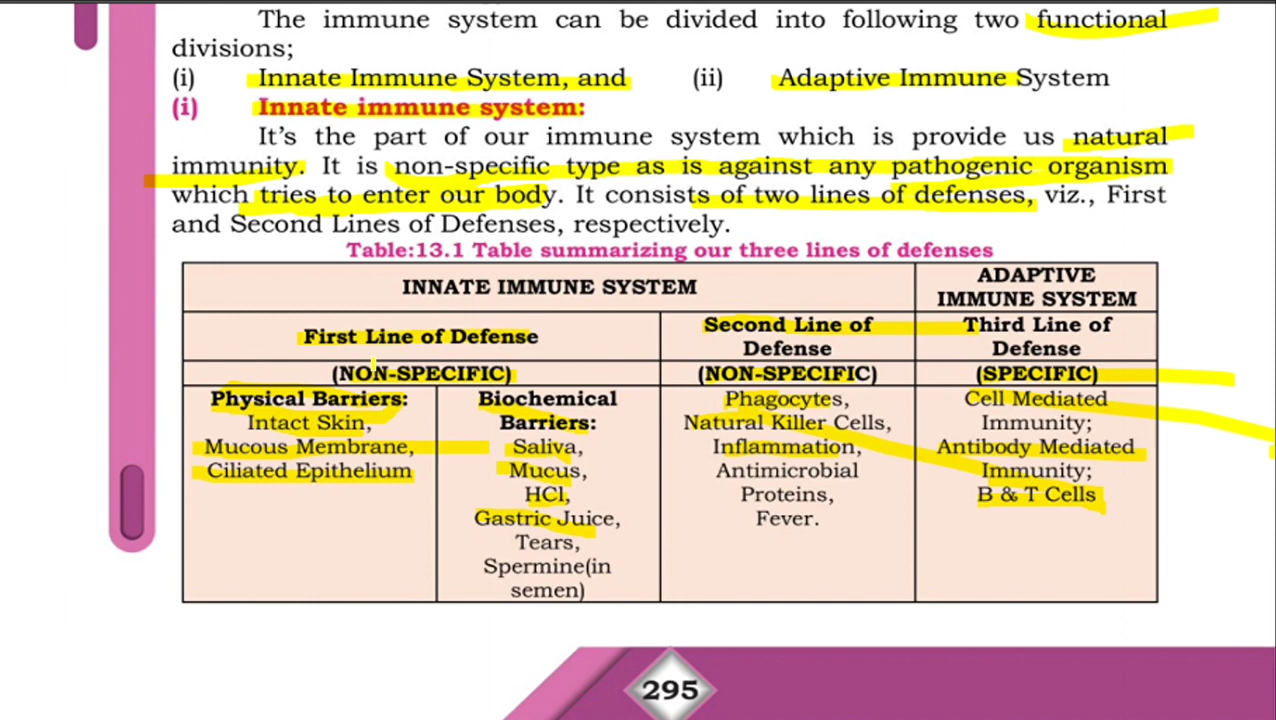 The immune system can be divided into following two functional
divisions;
(i) Innate Immune System, and (ii) Adaptive Immune System
(i) Innate immune system:
It's the part of our immune system which is provide us natural
immunity. It is non-specific type as is against any pathogenic organism
which tries to enter our body. It consists of two lines of defenses, viz., First
and Second Lines of Defenses, respectively.
Table:13.1 Table summarizing our three lines of defenses
INNATE IMMUNE SYSTEM
ADAPTIVE
IMMUNE SYSTEM
First Line of Defense
Second Line of
Defense
Third Line of
Defense
(NON-SPECIFIC)
(NON-SPECIFIC)
(SPECIFIC)
Physical Barriers:
Intact Skin,
Mucous Membrane,
Ciliated Epithelium
Biochemical
Barriers:
Saliva,
Mucus,
HCl,
Gastric Juice,
Tears,
Spermine(in
semen)
Phagocytes,
Natural Killer Cells,
Inflammation,
Antimicrobial
Proteins,
Fever.
Cell Mediated
Immunity;
Antibody Mediated
Immunity;
B & T Cells
295